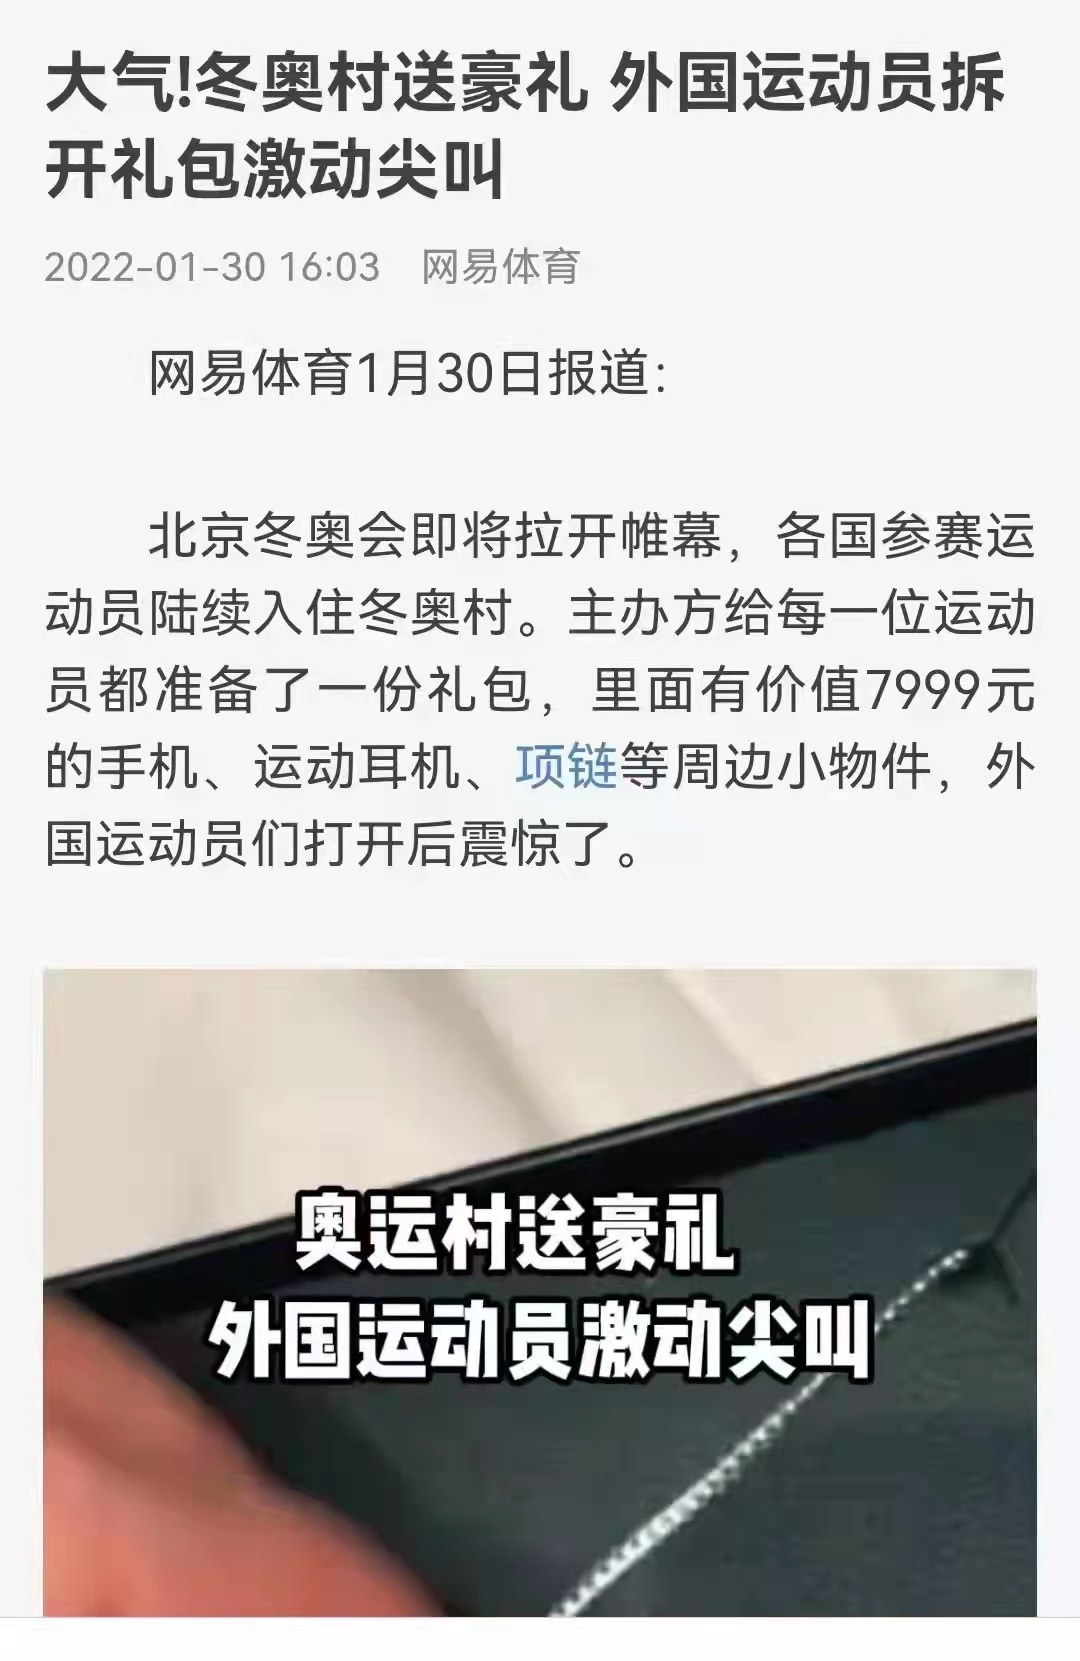 大气!冬奥村送豪礼 外国运动员拆
开礼包激动尖叫
2022-01-30 16:03 网易体育
网易体育1月30日报道:
北京冬奥会即将拉开帷幕，各国参赛运
动员陆续入住冬奥村。主办方给每一位运动
员都准备了一份礼包，里面有价值7999元
的手机、运动耳机、项链等周边小物件，外
国运动员们打开后震惊了。
奥运村送豪礼
外国运动员激动尖叫